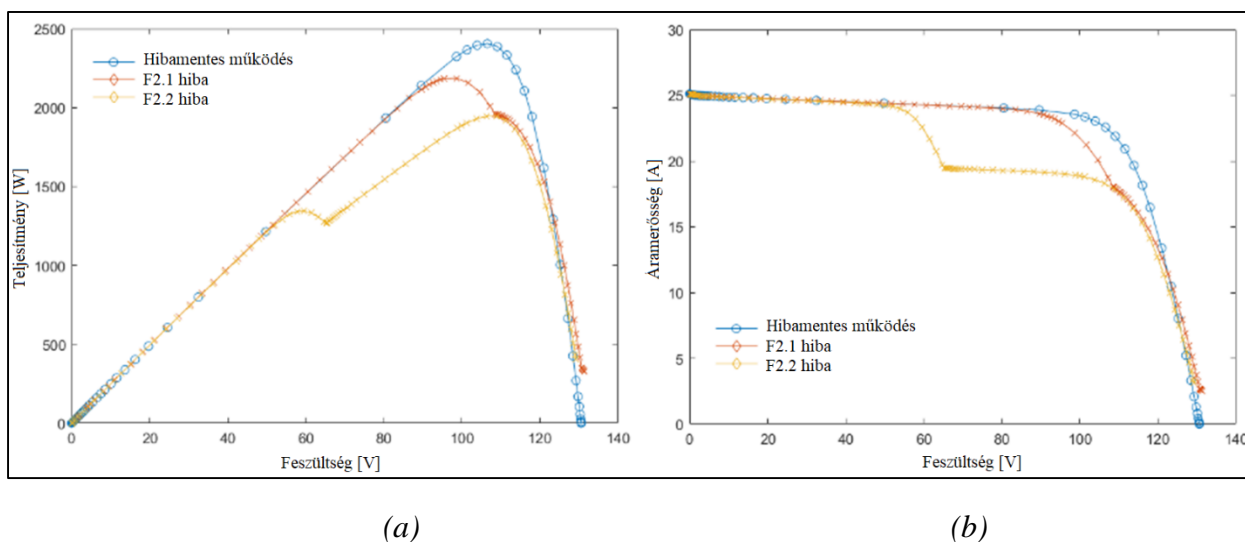 2500
2000
1500
1000
500
0
Teljesítmény [W]
Hibamentes működés
F2.1 hiba
F2.2 hiba
0 20 40 60 80 100 120 140
Feszültség [V]
30
25
20
15
10
5
0
Áramerősség [A]
Hibamentes működés
F2.1 hiba
F2.2 hiba
0 20 40 60 80 100 120 140
Feszültség [V]
(a) (b)